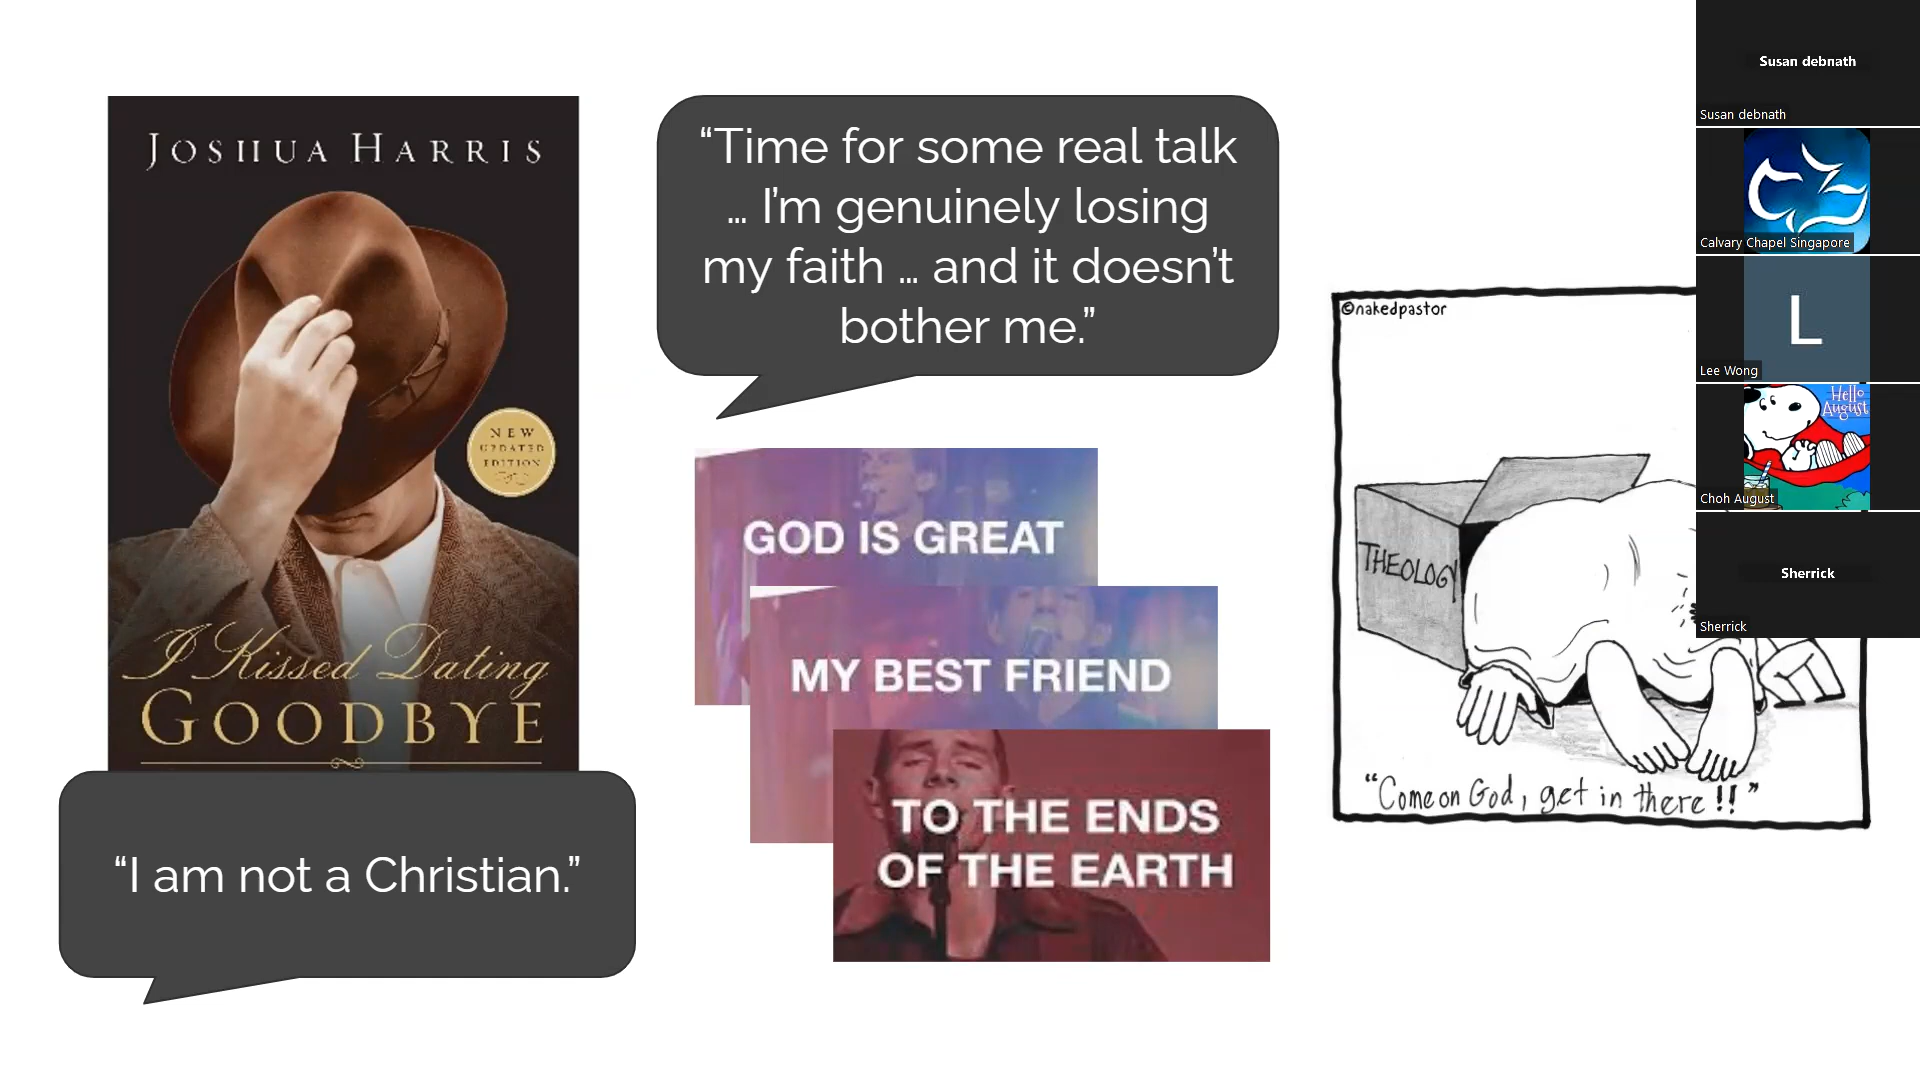 JOSHUA HARRIS
NEW
UPDATED
EDITION
I Kissed Dating
GOODBYE
“I am not a Christian.”
“Time for some real talk
... I’m genuinely losing
my faith ... and it doesn’t
bother me.”
GOD IS GREAT
MY BEST FRIEND
TO THE ENDS
OF THE EARTH
©nakedpastor
THEOLOGY
“Come on God, get in there!!”
Susan debnath
Susan debnath
Calvary Chapel Singapore
L
Lee Wong
Hello
August
Choh August
Sherrick
Sherrick